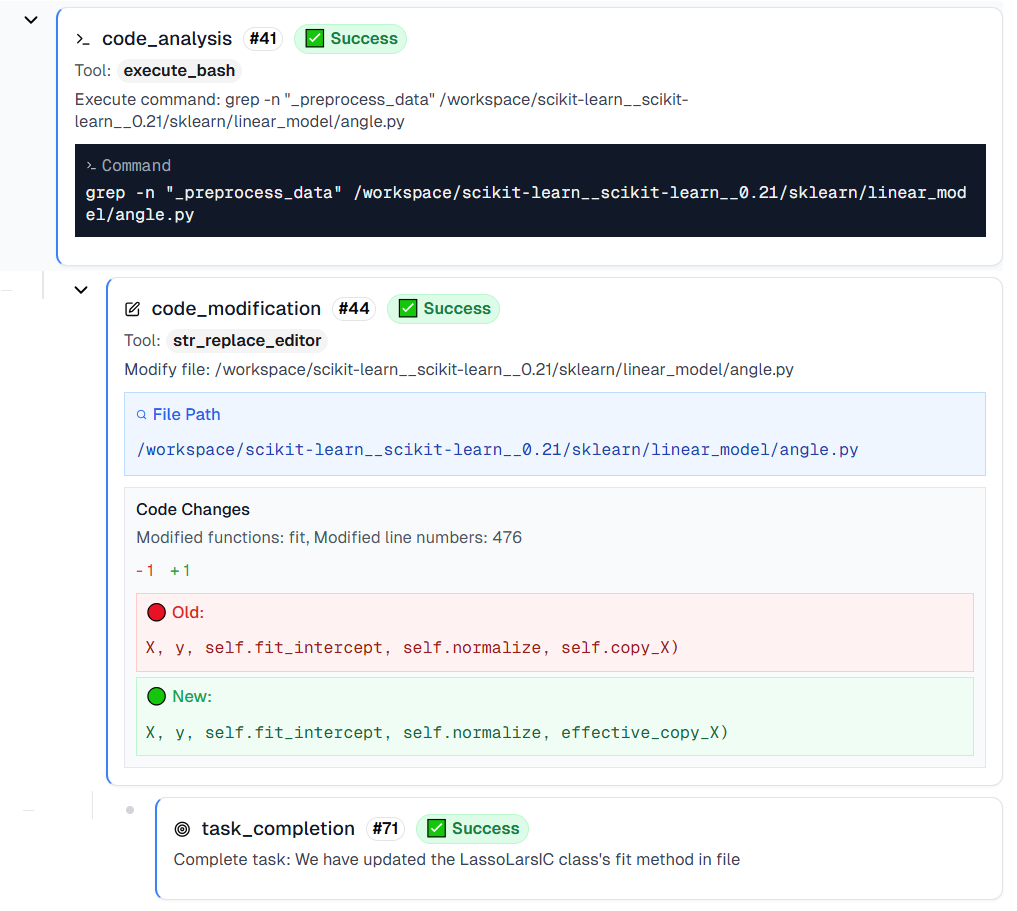 code_analysis #41 Success
Tool: execute_bash
Execute command: grep -n "_preprocess_data" /workspace/scikit-learn__scikit-
learn__0.21/sklearn/linear_model/angle.py
Command
grep -n "_preprocess_data" /workspace/scikit-learn__scikit-learn__0.21/sklearn/linear_mod
el/angle.py
code_modification #44 Success
Tool: str_replace_editor
Modify file: /workspace/scikit-learn__scikit-learn__0.21/sklearn/linear_model/angle.py
File Path
/workspace/scikit-learn__scikit-learn__0.21/sklearn/linear_model/angle.py
Code Changes
Modified functions: fit, Modified line numbers: 476
-1 +1
Old:
X, y, self.fit_intercept, self.normalize, self.copy_X)
New:
X, y, self.fit_intercept, self.normalize, effective_copy_X)
task_completion #71 Success
Complete task: We have updated the LassoLarsIC class's fit method in file